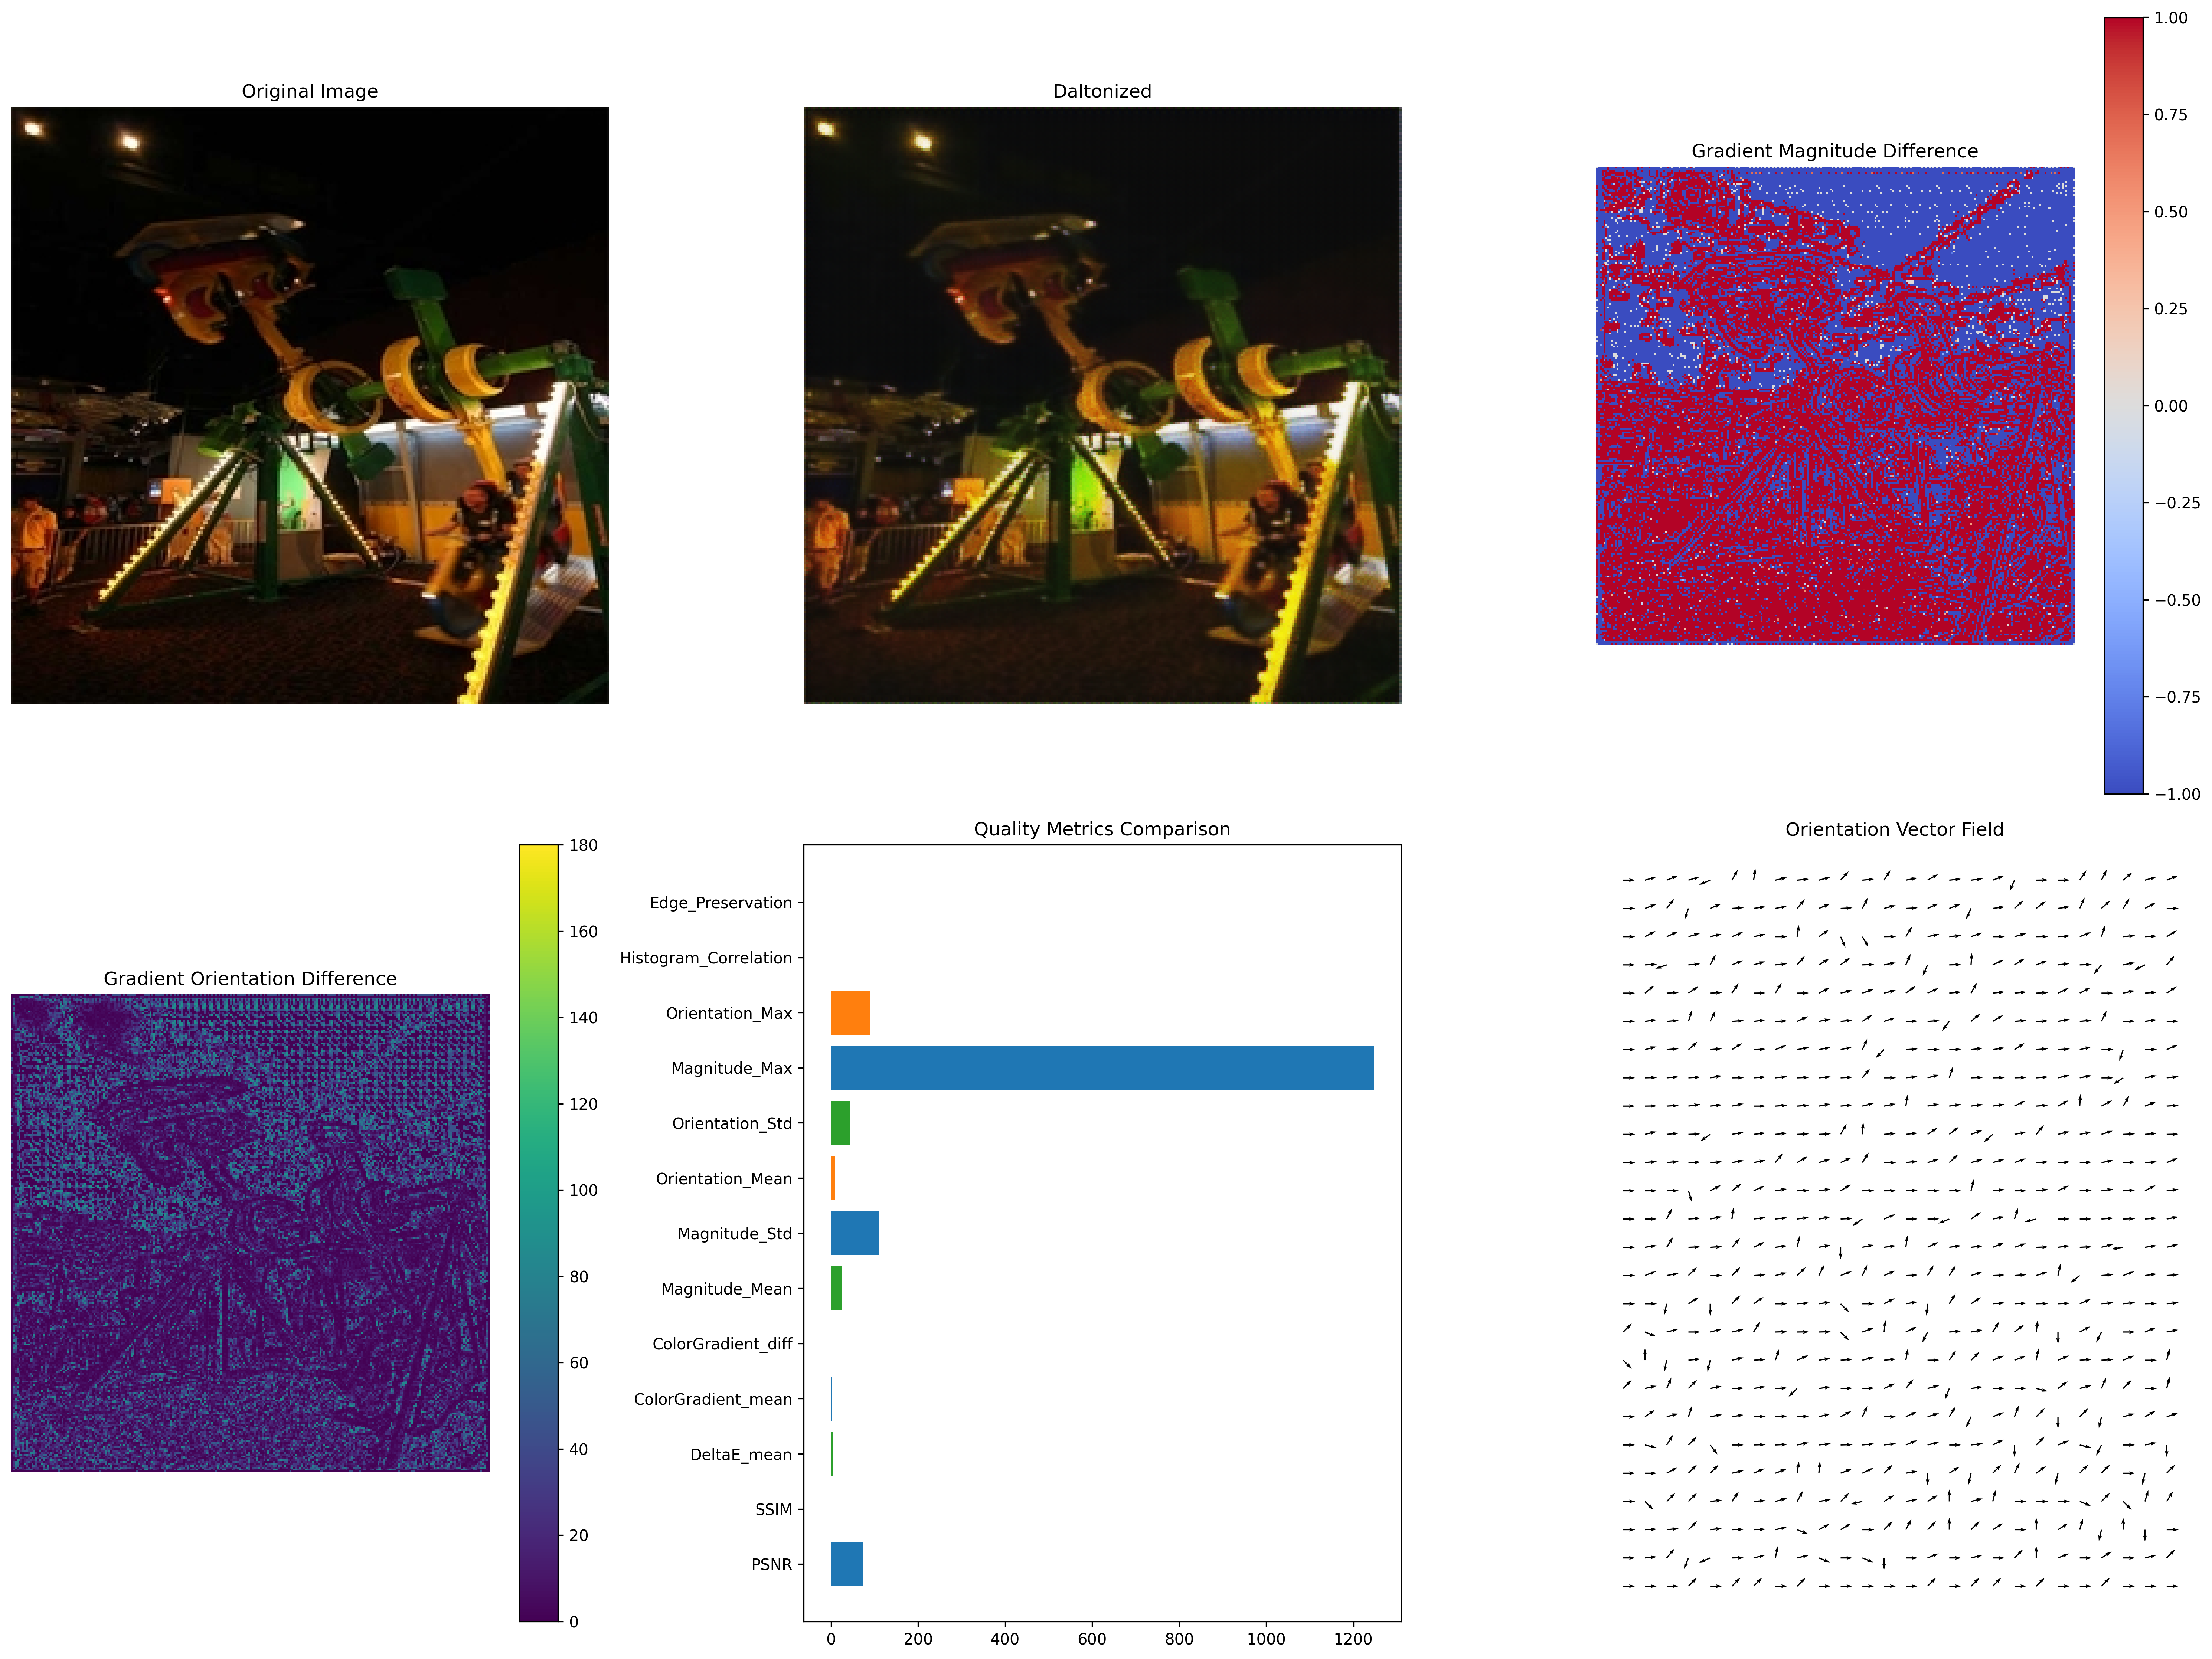 Original Image
Daltonized
Gradient Magnitude Difference
1.00
0.75
0.50
0.25
0.00
−0.25
−0.50
−0.75
−1.00
Gradient Orientation Difference
180
160
140
120
100
80
60
40
20
0
Quality Metrics Comparison
Edge_Preservation
Histogram_Correlation
Orientation_Max
Magnitude_Max
Orientation_Std
Orientation_Mean
Magnitude_Std
Magnitude_Mean
ColorGradient_diff
ColorGradient_mean
DeltaE_mean
SSIM
PSNR
0 200 400 600 800 1000 1200
Orientation Vector Field